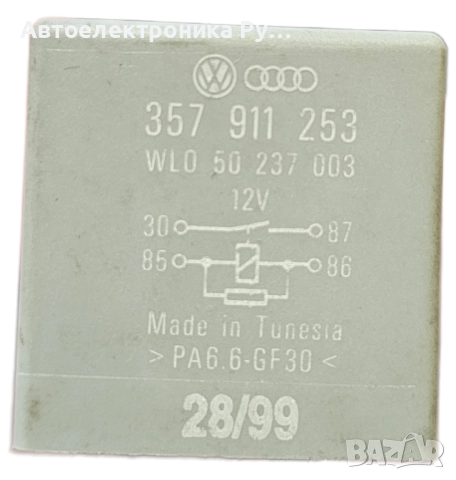 Автоелектроника Ру...
357 911 253
WLO 50 237 003
12V
30 87
85 86
Made in Tunesia
>PA6.6-GF30<
28/99
BAZAR